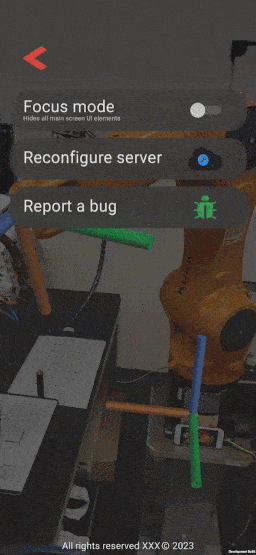 Focus mode
Hides all main screen UI elements
Reconfigure server
Report a bug
All rights reserved XXX© 2023
Development Build